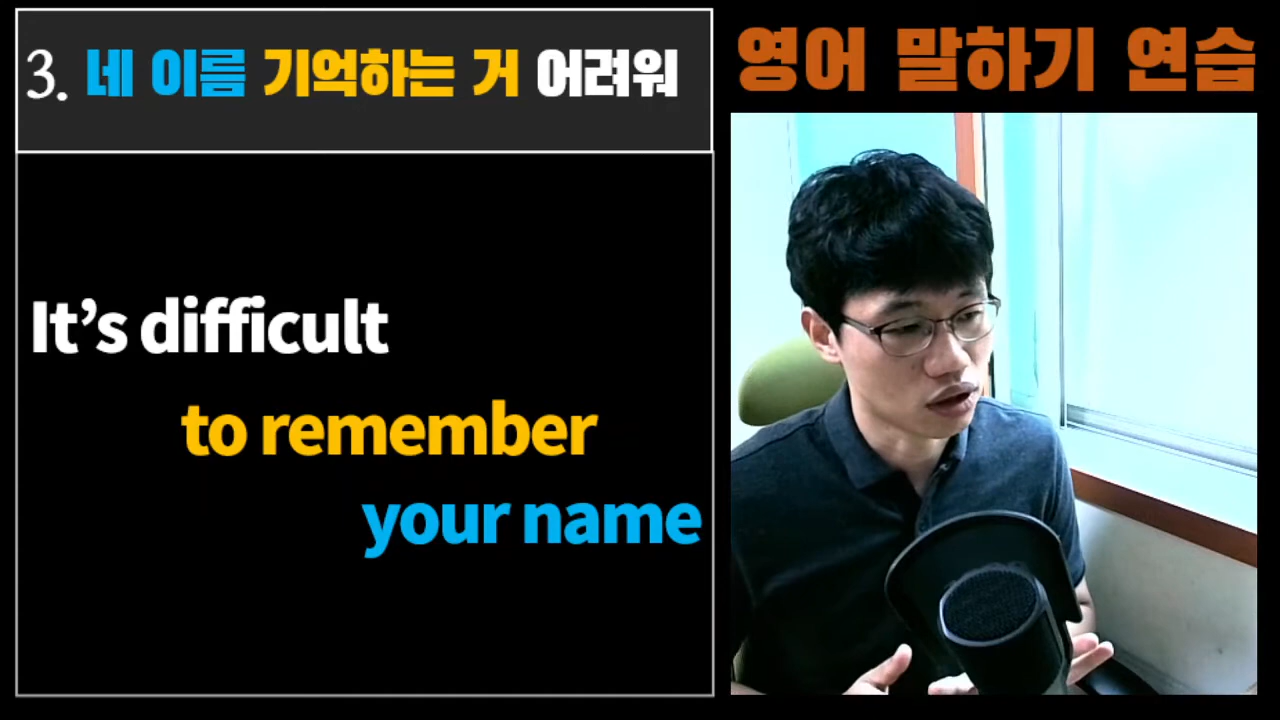 3. 네 이름 기억하는 거 어려워
영어 말하기 연습
It's difficult
to remember
your name